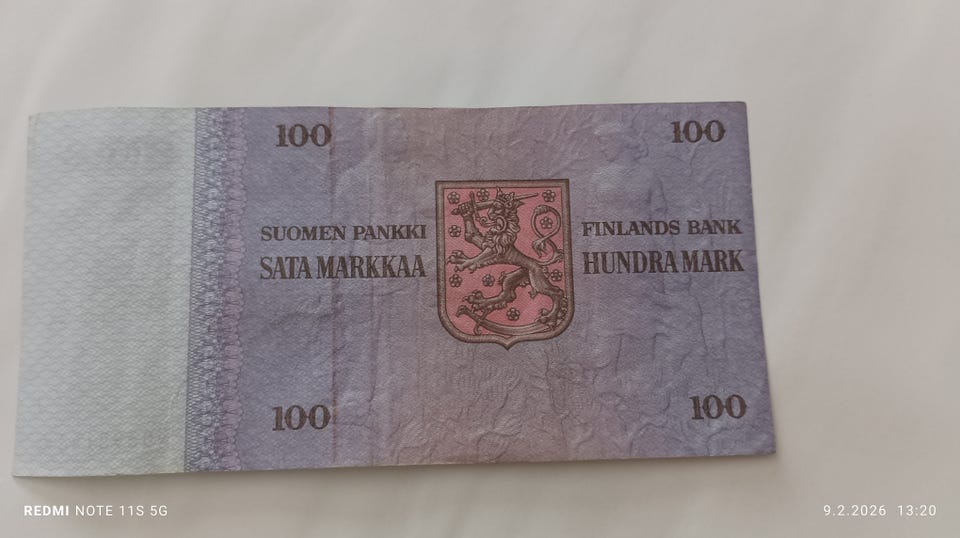 100
100
SUOMEN PANKKI
FINLANDS BANK
SATA MARKKAA
HUNDRA MARK
100
100
REDMI NOTE 11S 5G
9.2.2026 13:20